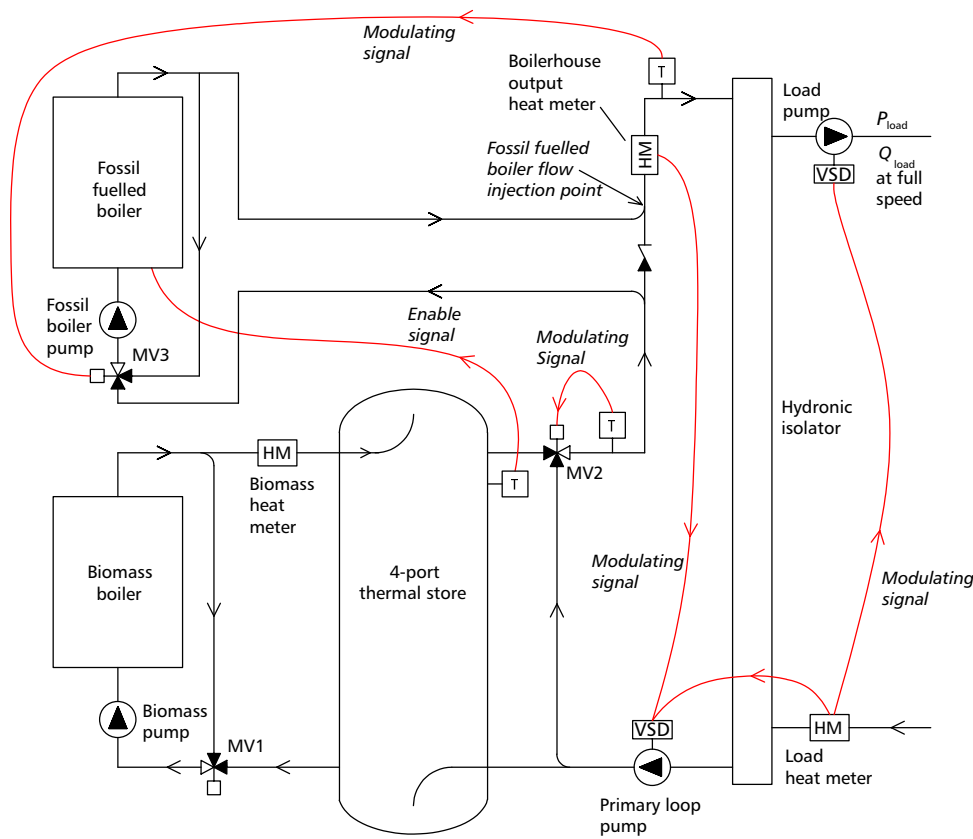 Modulating
signal
T
Boilerhouse
output
heat meter
Load
pump
P load
Q load
at full
speed
VSD
HM
Fossil fuelled
boiler flow
injection point
Fossil
fuelled
boiler
Fossil
boiler
pump
MV3
Enable
signal
Modulating
Signal
T
Hydronic
isolator
HM
Biomass
heat
meter
T
MV2
Biomass
boiler
4-port
thermal store
Modulating
signal
Modulating
signal
Biomass
pump
MV1
VSD
HM
Load
heat meter
Primary loop
pump